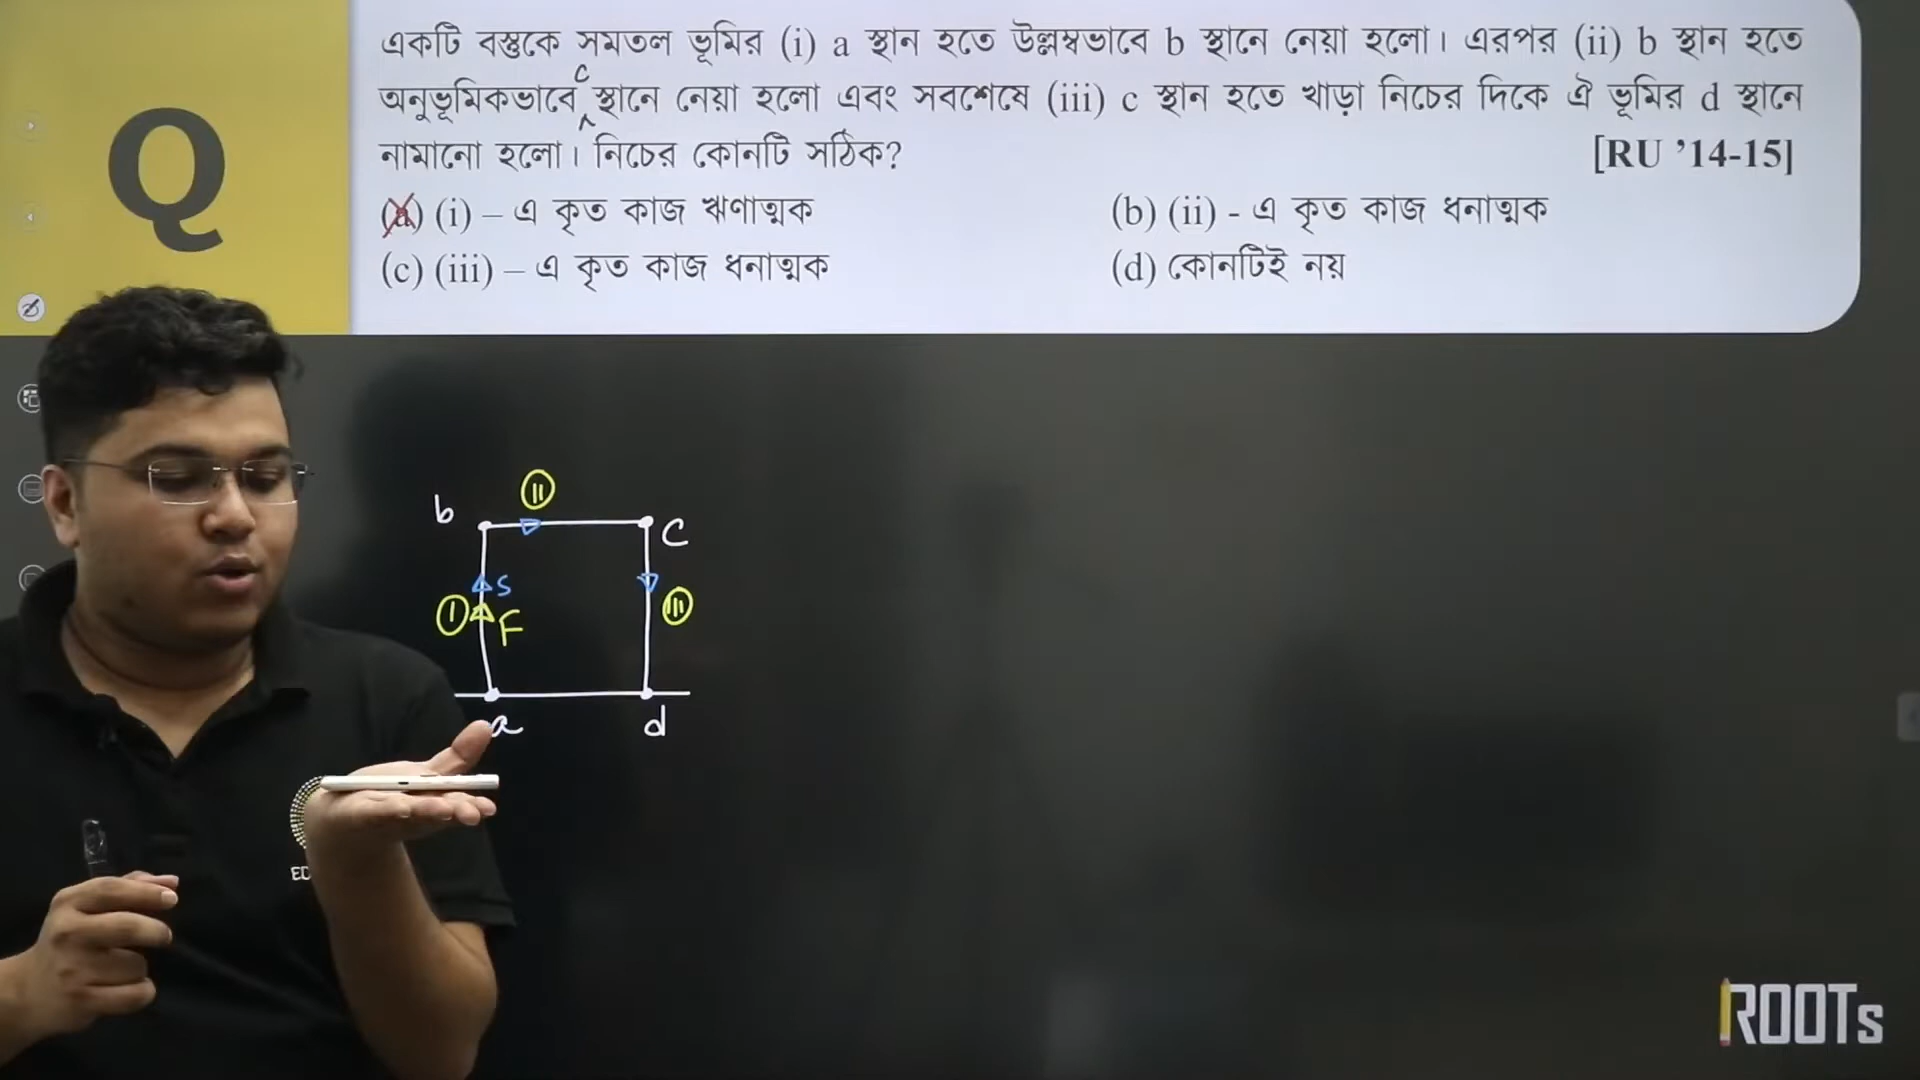 Q
একটি বস্তুকে সমতল ভূমির (i) a স্থান হতে উল্লম্বভাবে b স্থানে নেয়া হলো। এরপর (ii) b স্থান হতে
c
অনুভূমিকভাবে স্থানে নেয়া হলো এবং সবশেষে (iii) c স্থান হতে খাড়া নিচের দিকে ঐ ভূমির d স্থানে
নামানো হলো। নিচের কোনটি সঠিক? [RU ’14-15]
(a) (i) – এ কৃত কাজ ঋণাত্মক (b) (ii) - এ কৃত কাজ ধনাত্মক
(c) (iii) – এ কৃত কাজ ধনাত্মক (d) কোনটিই নয়
b II C
S
I F III
a d
ROOTs